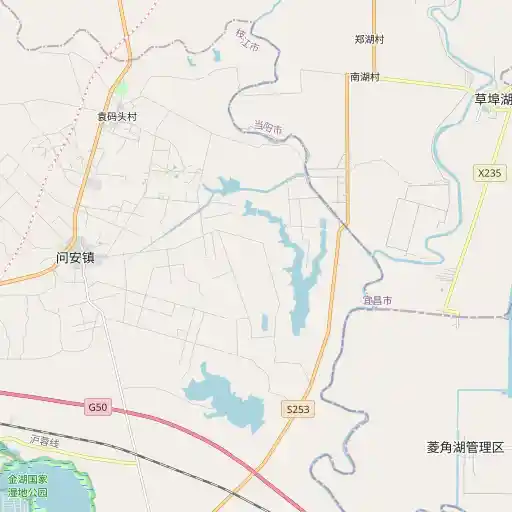 郑湖村
枝江市
南湖村
草埠湖
袁码头村
当阳市
X235
问安镇
宜昌市
G50
S253
沪蓉线
菱角湖管理区
金湖国家
湿地公园